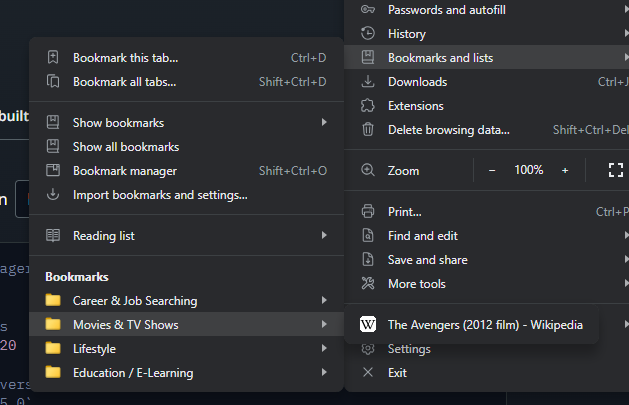 Passwords and autofill
History
Bookmarks and lists
Downloads Ctrl+J
Extensions
Delete browsing data... Shift+Ctrl+Del
Zoom − 100% +
Print... Ctrl+P
Find and edit
Save and share
More tools
Settings
Exit
Bookmark this tab... Ctrl+D
Bookmark all tabs... Shift+Ctrl+D
Show bookmarks
Show all bookmarks
Bookmark manager Shift+Ctrl+O
Import bookmarks and settings...
Reading list
Bookmarks
Career & Job Searching
Movies & TV Shows
Lifestyle
Education / E-Learning
W The Avengers (2012 film) - Wikipedia
built
n
ager
s
20
vers
5.0`